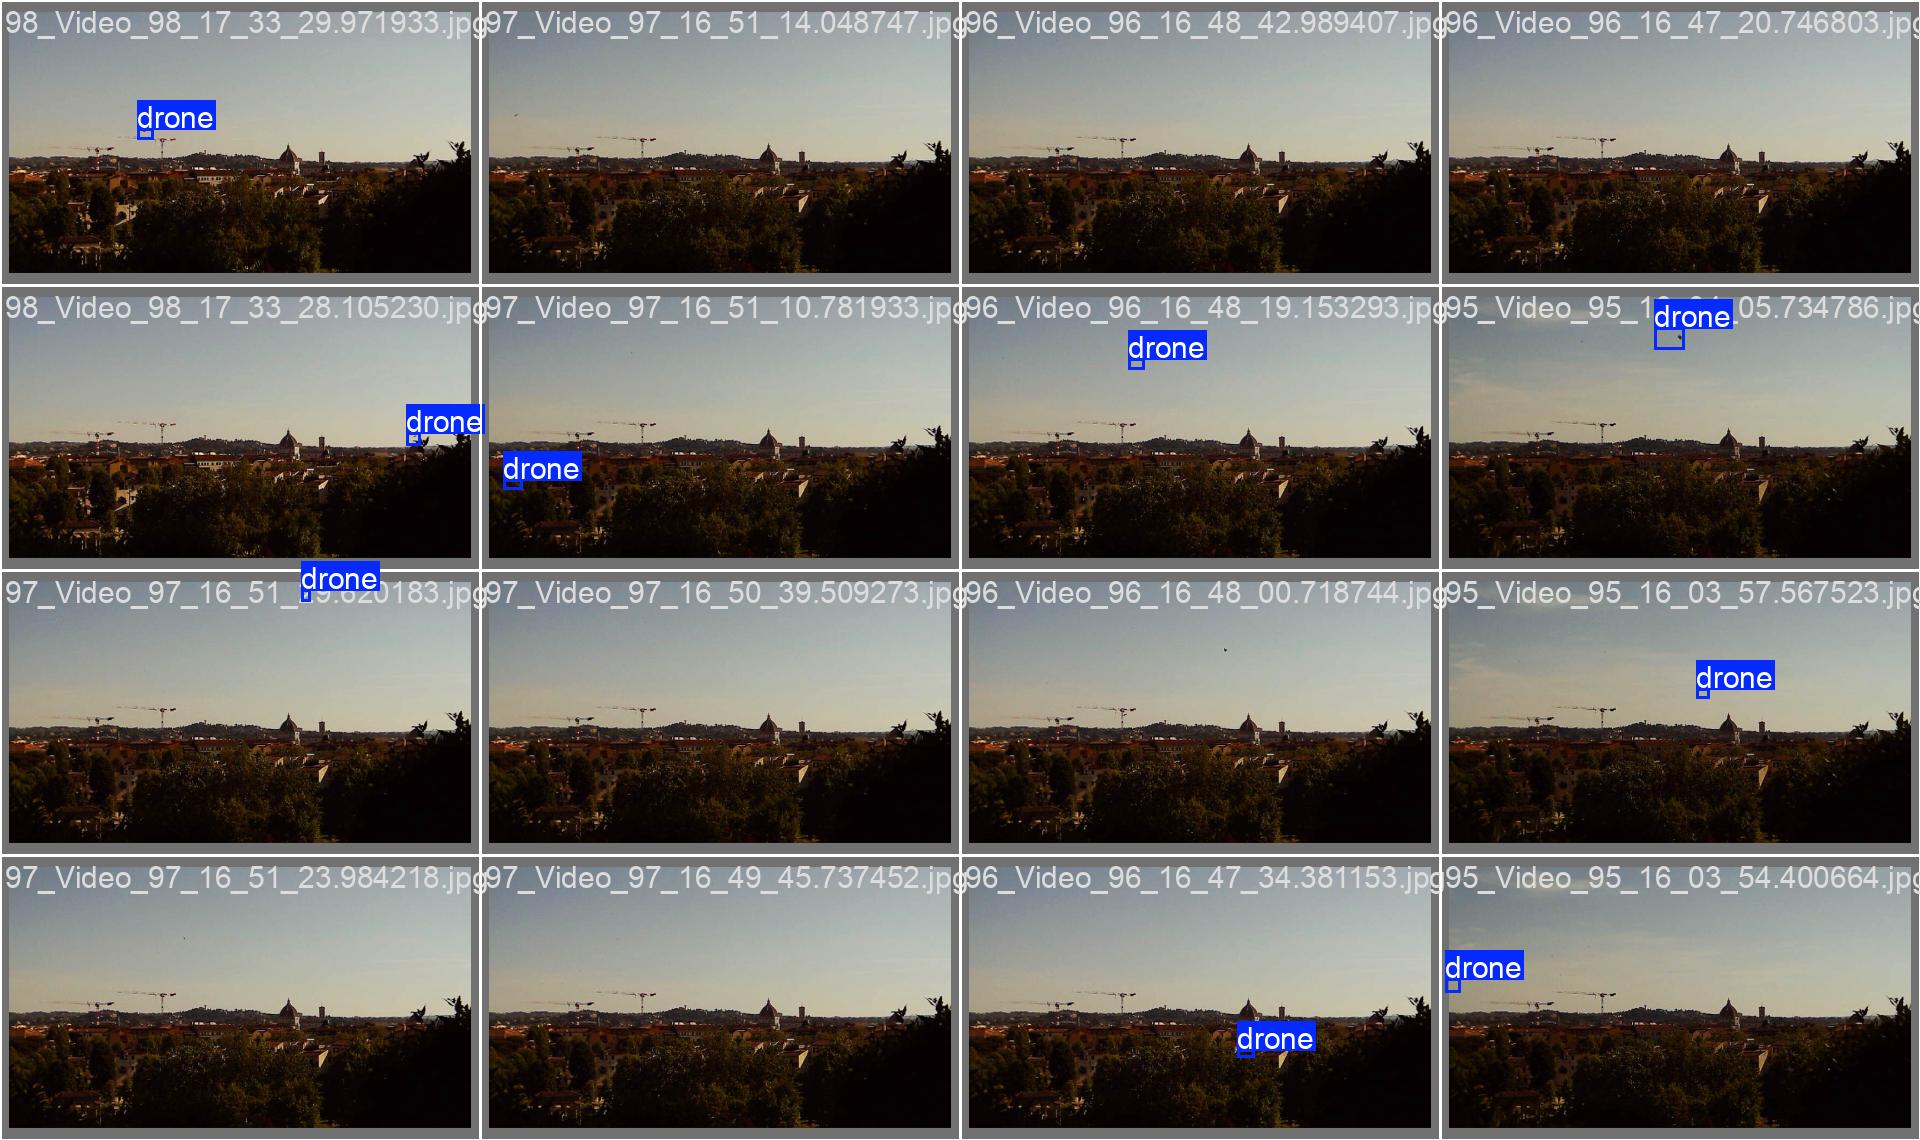 98_Video_98_17_33_29.971933.jpg
97_Video_97_16_51_14.048747.jpg
96_Video_96_16_48_42.989407.jpg
96_Video_96_16_47_20.746803.jpg
drone
98_Video_98_17_33_28.105230.jpg
97_Video_97_16_51_10.781933.jpg
96_Video_96_16_48_19.153293.jpg
95_Video_95_1 05.734786.jpg
drone
drone
drone
drone
97_Video_97_16_51_ .620183.jpg
97_Video_97_16_50_39.509273.jpg
96_Video_96_16_48_00.718744.jpg
95_Video_95_16_03_57.567523.jpg
drone
drone
97_Video_97_16_51_23.984218.jpg
97_Video_97_16_49_45.737452.jpg
96_Video_96_16_47_34.381153.jpg
95_Video_95_16_03_54.400664.jpg
drone
drone